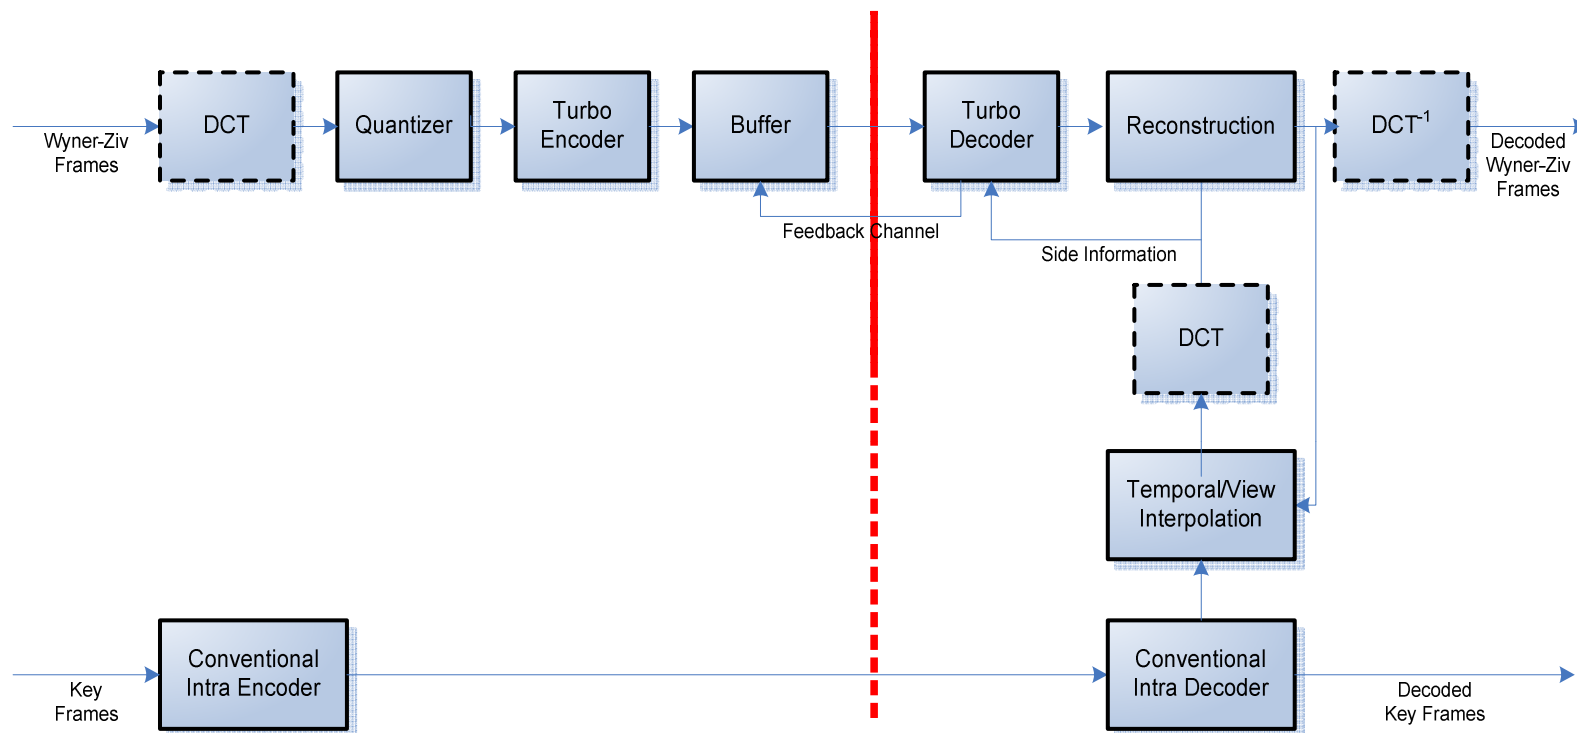 DCT
Quantizer
Turbo
Encoder
Buffer
Turbo
Decoder
Reconstruction
DCT-1
Wyner-Ziv
Frames
Decoded
Wyner-Ziv
Frames
Feedback Channel
Side Information
DCT
Temporal/View
Interpolation
Conventional
Intra Encoder
Conventional
Intra Decoder
Key
Frames
Decoded
Key Frames